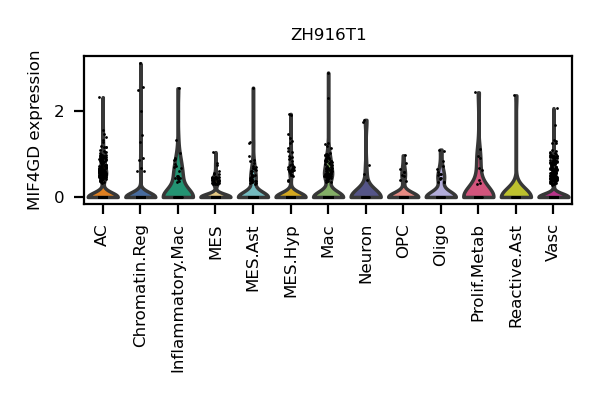 ZH916T1
MIF4GD expression
2
0
AC
Chromatin.Reg
Inflammatory.Mac
MES
MES.Ast
MES.Hyp
Mac
Neuron
OPC
Oligo
Prolif.Metab
Reactive.Ast
Vasc